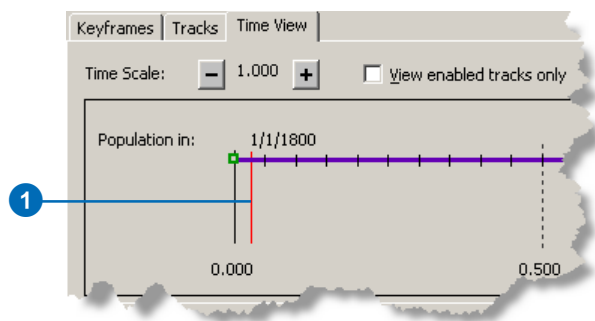 Keyframes Tracks Time View
Time Scale: - 1.000 + View enabled tracks only
Population in: 1/1/1800
1
0.000 0.500